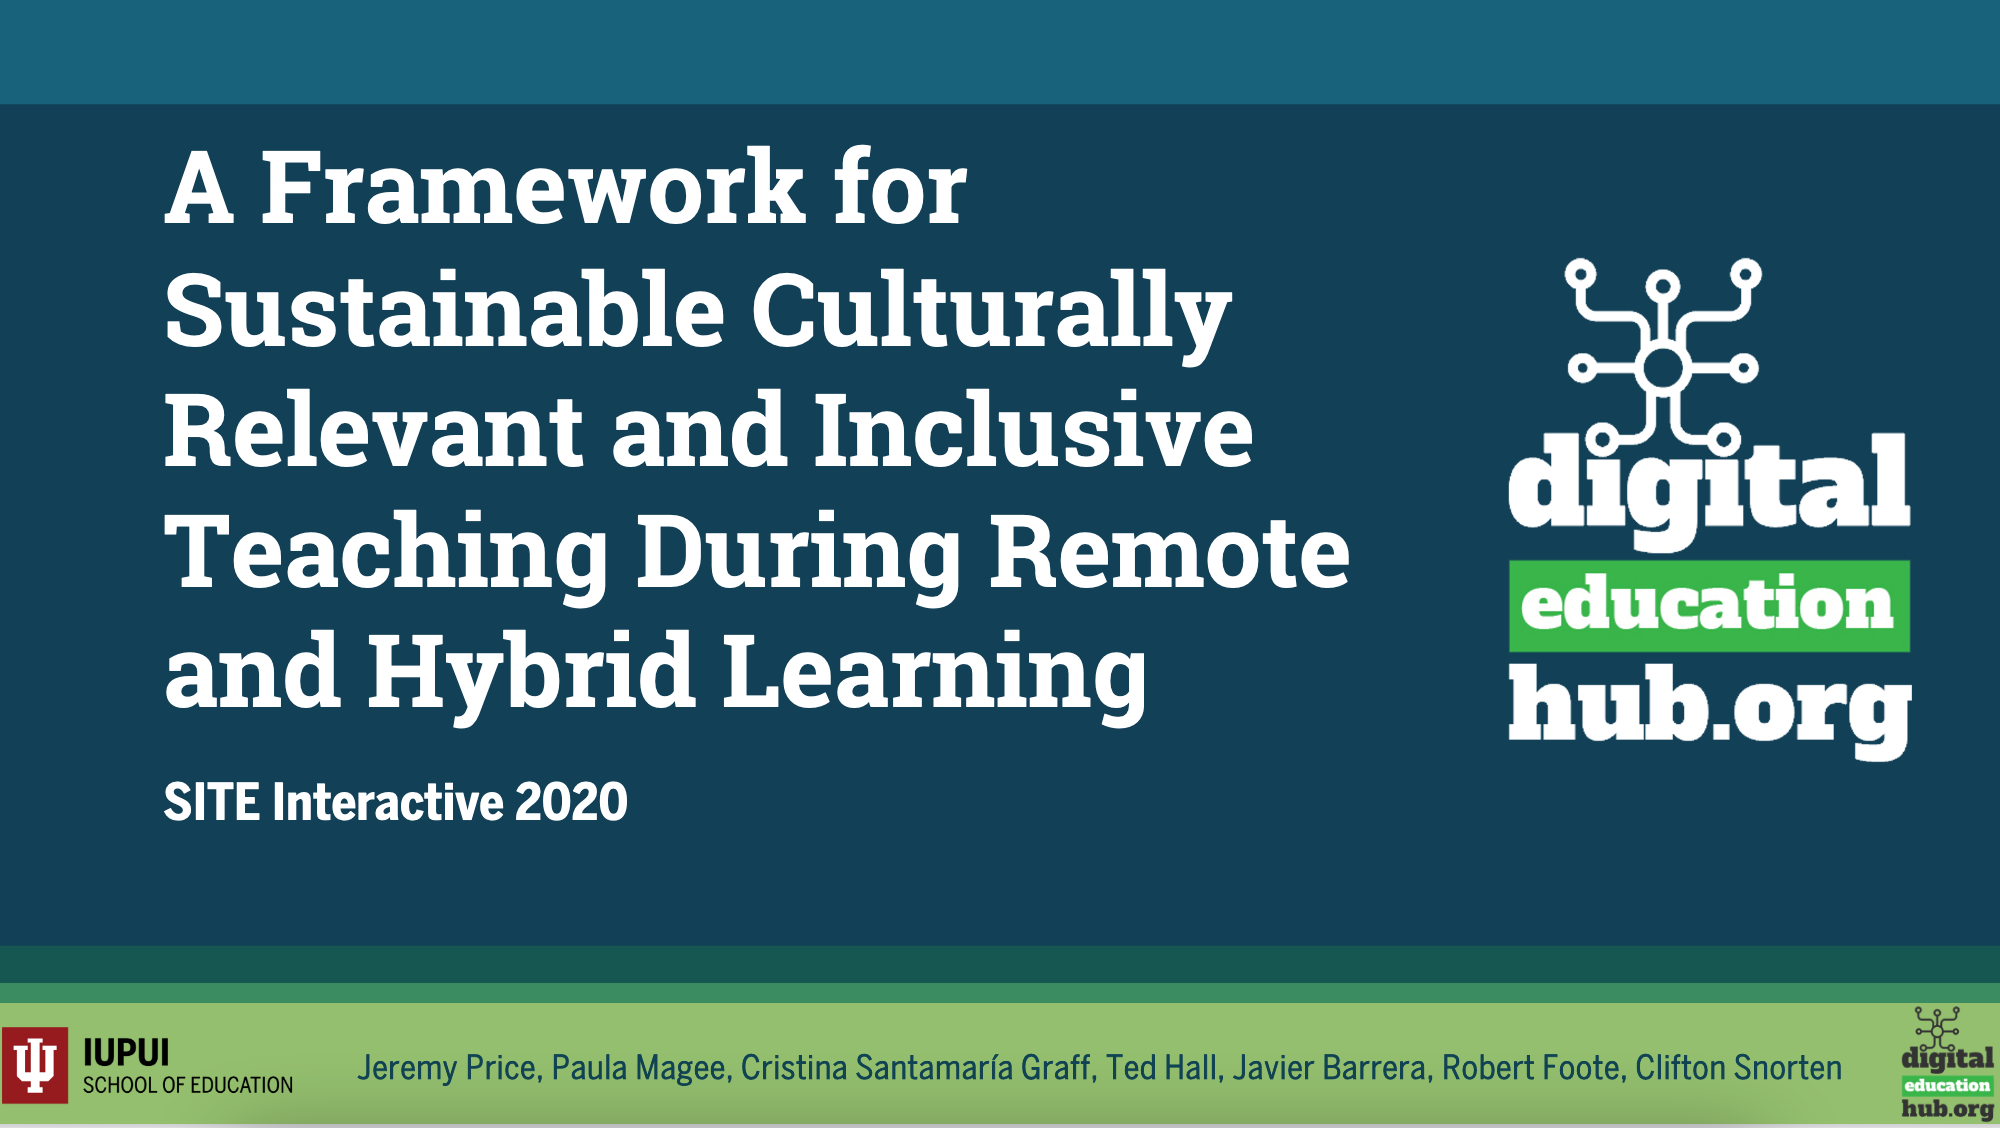 A Framework for
Sustainable Culturally
Relevant and Inclusive
Teaching During Remote
and Hybrid Learning
SITE Interactive 2020
digital
education
hub.org
IUPUI
SCHOOL OF EDUCATION
Jeremy Price, Paula Magee, Cristina Santamaría Graff, Ted Hall, Javier Barrera, Robert Foote, Clifton Snorten
digital
education
hub.org